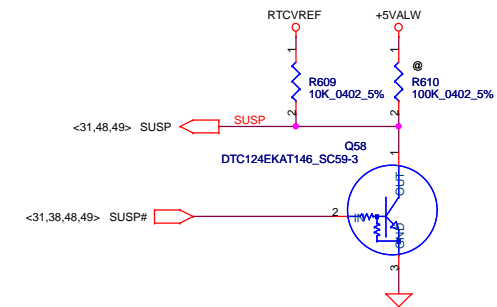 RTCVREF +5VALW
1 1
@
R609 R610
10K_0402_5% 100K_0402_5%
2 2
<31,48,49> SUSP SUSP
Q58
DTC124EKAT146_SC59-3
1
OUT
<31,38,48,49> SUSP# 2 IN
GND
3